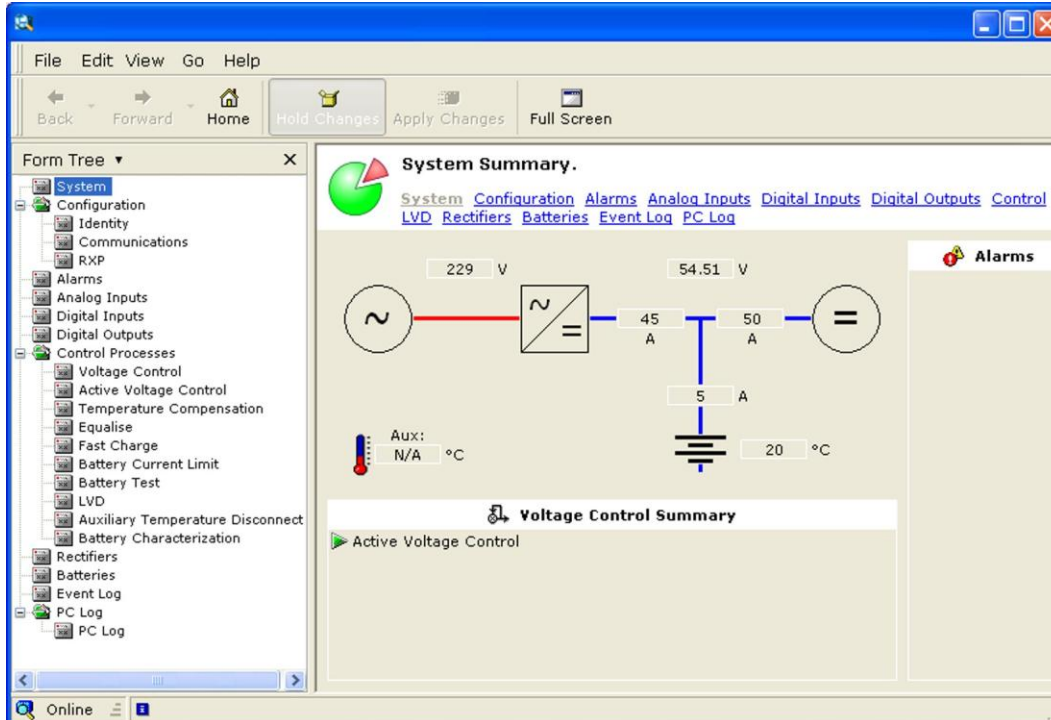 File Edit View Go Help
Back Forward Home Hold Changes Apply Changes Full Screen
Form Tree
System
Configuration
Identity
Communications
RXP
Alarms
Analog Inputs
Digital Inputs
Digital Outputs
Control Processes
Voltage Control
Active Voltage Control
Temperature Compensation
Equalise
Fast Charge
Battery Current Limit
Battery Test
LVD
Auxiliary Temperature Disconnect
Battery Characterization
Rectifiers
Batteries
Event Log
PC Log
PC Log
System Summary.
System Configuration Alarms Analog Inputs Digital Inputs Digital Outputs Control
LVD Rectifiers Batteries Event Log PC Log
229 V
54.51 V
45
A
50
A
5 A
Aux:
N/A °C
20 °C
Voltage Control Summary
Active Voltage Control
Alarms
Online